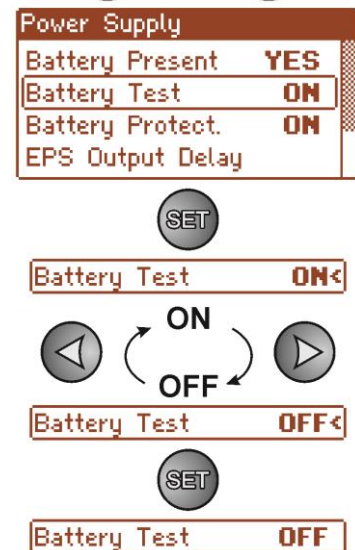 Power Supply
Battery Present YES
Battery Test ON
Battery Protect. ON
EPS Output Delay
SET
Battery Test ON<
ON
OFF
Battery Test OFF<
SET
Battery Test OFF